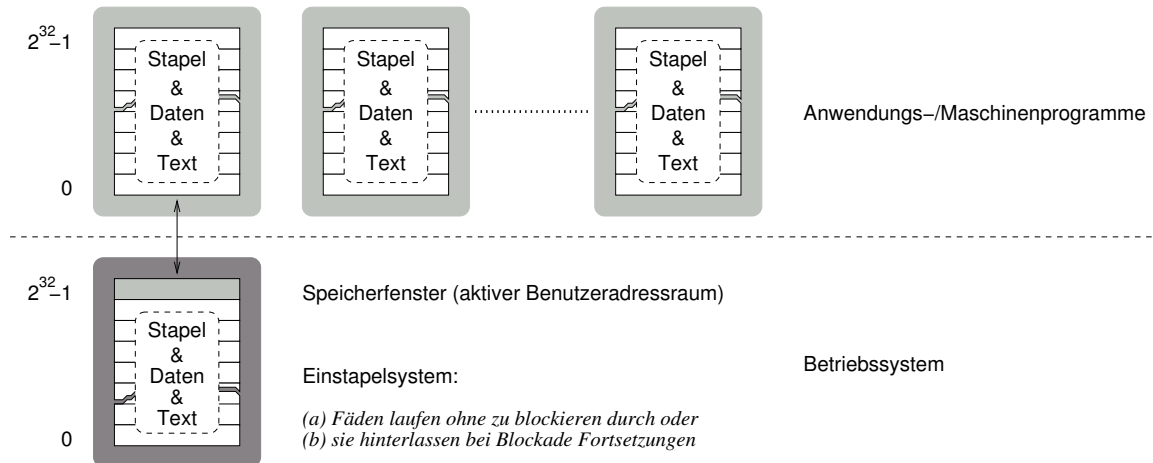 2^32−1
Stapel
&
Daten
&
Text
0
Stapel
&
Daten
&
Text
Stapel
&
Daten
&
Text
Anwendungs−/Maschinenprogramme
2^32−1
Stapel
&
Daten
&
Text
0
Speicherfenster (aktiver Benutzeradressraum)
Einstapelsystem:
(a) Fäden laufen ohne zu blockieren durch oder
(b) sie hinterlassen bei Blockade Fortsetzungen
Betriebssystem